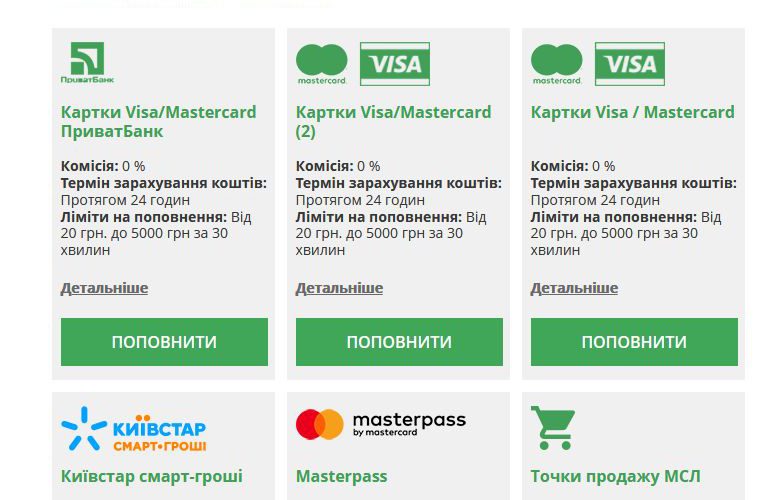 ПриватБанк
Картки Visa/Mastercard
ПриватБанк
Комісія: 0 %
Термін зарахування коштів:
Протягом 24 годин
Ліміти на поповнення: Від
20 грн. до 5000 грн за 30
хвилин
Детальніше
ПОПОВНИТИ
mastercard.
VISA
Картки Visa/Mastercard
(2)
Комісія: 0 %
Термін зарахування коштів:
Протягом 24 годин
Ліміти на поповнення: Від
20 грн. до 5000 грн за 30
хвилин
Детальніше
ПОПОВНИТИ
mastercard.
VISA
Картки Visa / Mastercard
Комісія: 0 %
Термін зарахування коштів:
Протягом 24 годин
Ліміти на поповнення: Від
20 грн. до 5000 грн за 30
хвилин
Детальніше
ПОПОВНИТИ
КИЇВСТАР
СМАРТ•ГРОШІ
Київстар смарт-гроші
masterpass
by mastercard
Masterpass
Точки продажу МСЛ